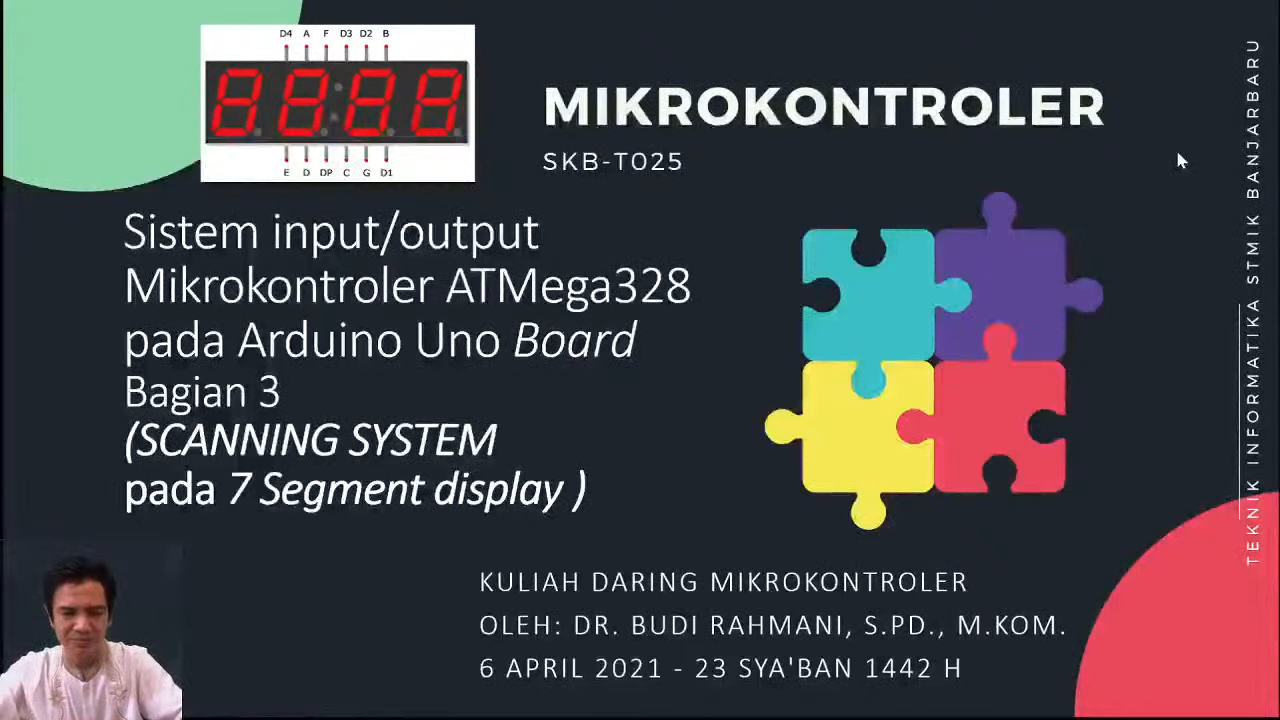 D4 A F D3 D2 B
E D DP C G D1
MIKROKONTROLER
SKB-T025
Sistem input/output
Mikrokontroler ATMega328
pada Arduino Uno Board
Bagian 3
(SCANNING SYSTEM
pada 7 Segment display )
KULIAH DARING MIKROKONTROLER
OLEH: DR. BUDI RAHMANI, S.PD., M.KOM.
6 APRIL 2021 - 23 SYA'BAN 1442 H
TEKNIK INFORMATIKA STMIK BANJARBARU